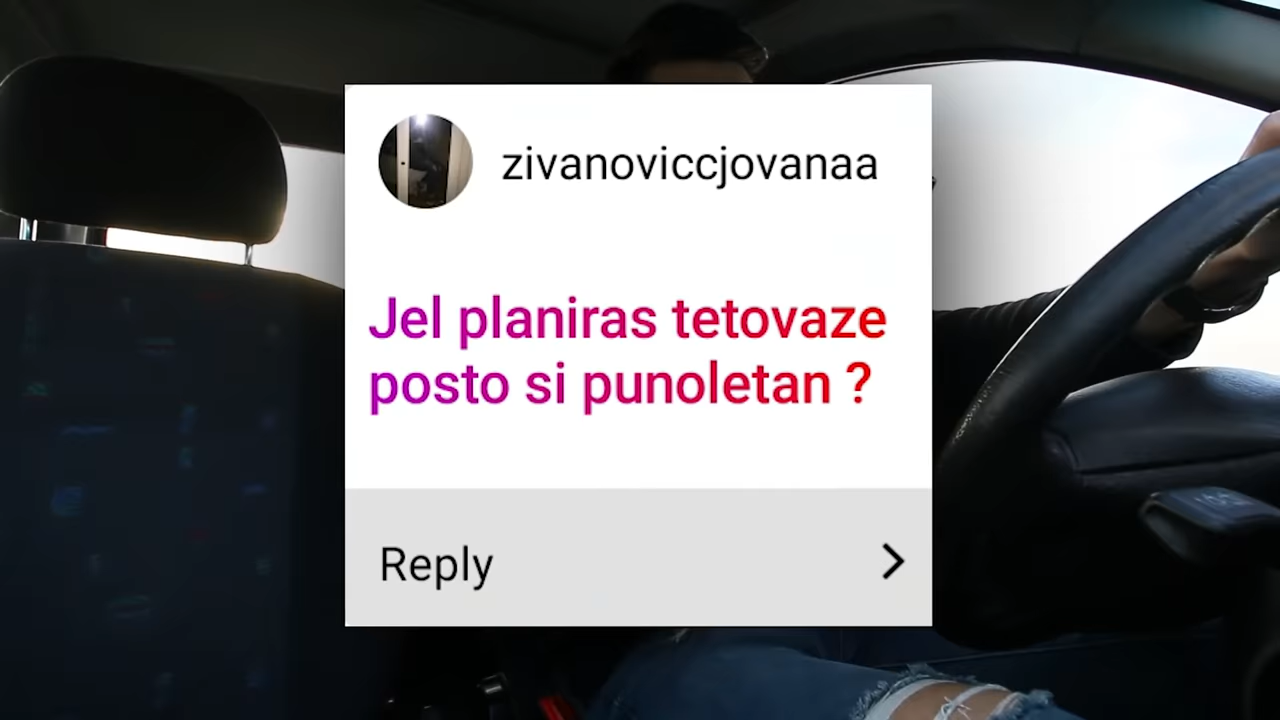 zivanoviccjovanaa
Jel planiras tetovaze
posto si punoletan ?
Reply